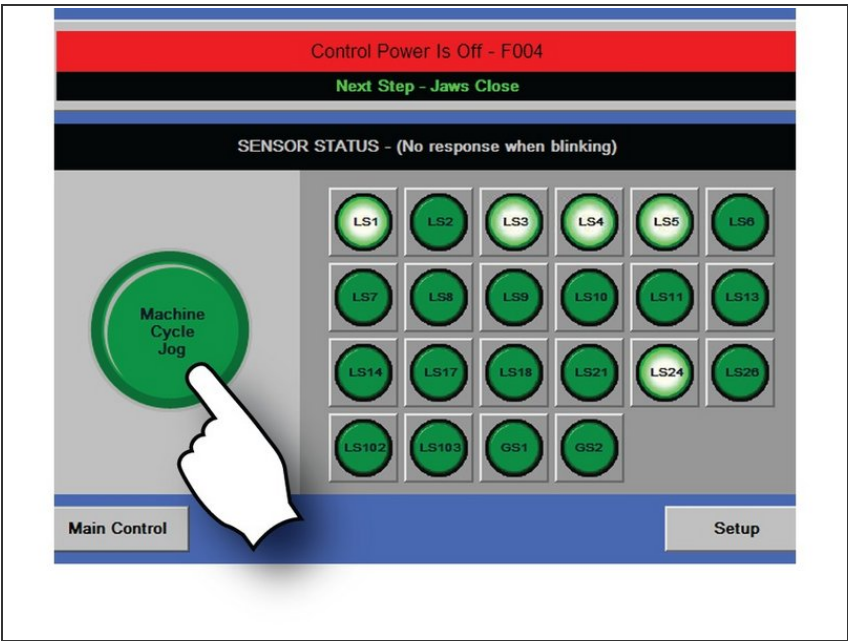 Control Power Is Off - F004
Next Step - Jaws Close
SENSOR STATUS - (No response when blinking)
Machine
Cycle
Jog
LS1 LS2 LS3 LS4 LS5 LS6
LS7 LS8 LS9 LS10 LS11 LS13
LS14 LS17 LS18 LS21 LS24 LS26
LS102 LS103 GS1 GS2
Main Control
Setup